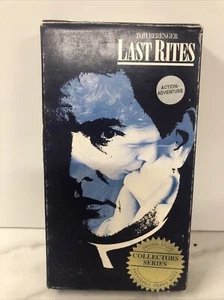 TOM BERENGER
LAST RITES
ACTION-
ADVENTURE
COLLECTORS
SERIES